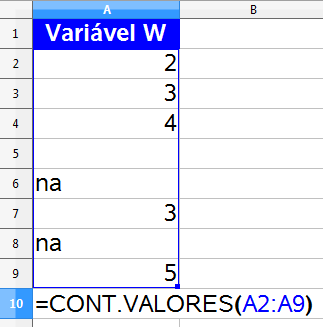 A B
1 Variável W
2 2
3 3
4 4
5
6 na
7 3
8 na
9 5
10 =CONT.VALORES(A2:A9)